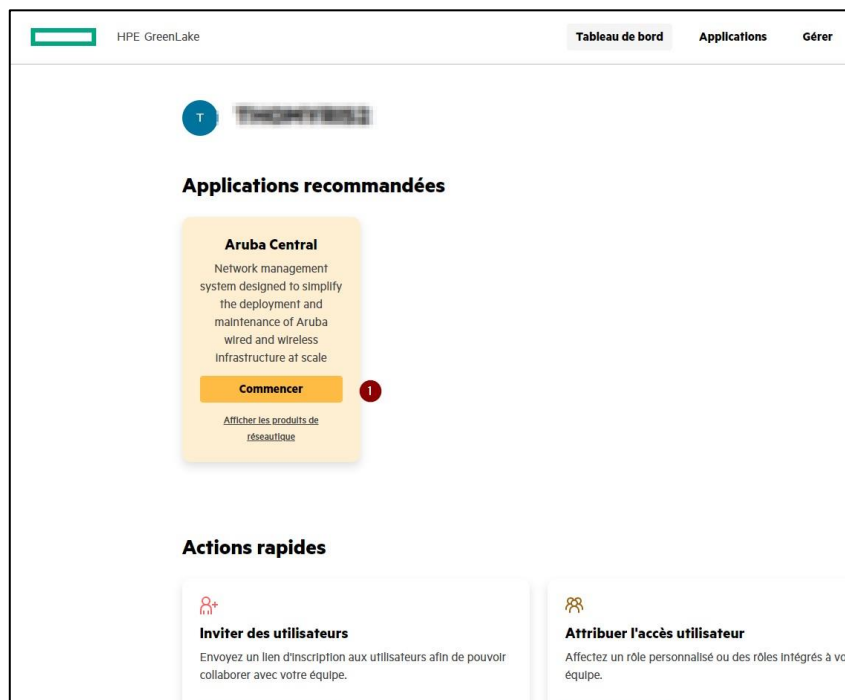 HPE GreenLake
Tableau de bord
Applications
Gérer
T
Applications recommandées
Aruba Central
Network management
system designed to simplify
the deployment and
maintenance of Aruba
wired and wireless
infrastructure at scale
Commencer
1
Afficher les produits de
réseautique
Actions rapides
Inviter des utilisateurs
Envoyez un lien d'inscription aux utilisateurs afin de pouvoir
collaborer avec votre équipe.
Attribuer l'accès utilisateur
Affectez un rôle personnalisé ou des rôles intégrés à
équipe.